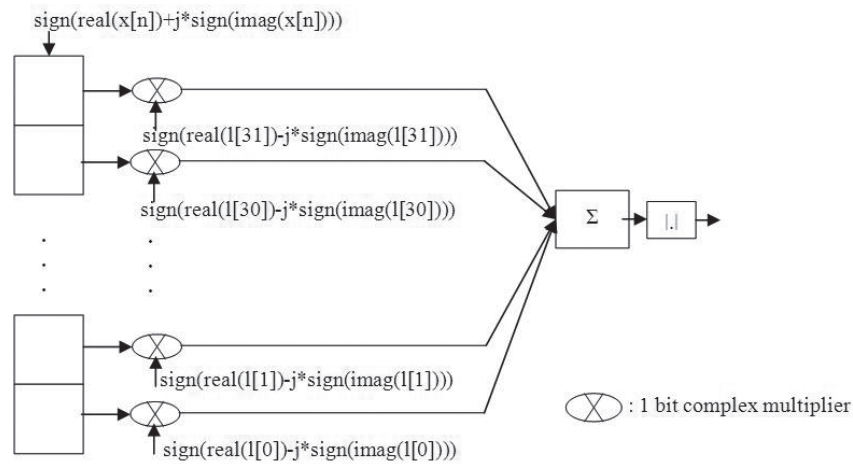 sign(real(x[n])+j*sign(imag(x[n])))
sign(real(l[31])-j*sign(imag(l[31])))
sign(real(l[30])-j*sign(imag(l[30])))
Σ
|.|
sign(real(l[1])-j*sign(imag(l[1])))
: 1 bit complex multiplier
sign(real(l[0])-j*sign(imag(l[0])))